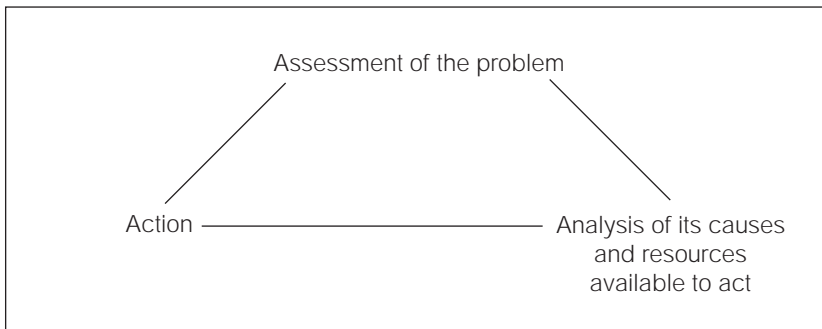 Assessment of the problem
Action
Analysis of its causes
and resources
available to act